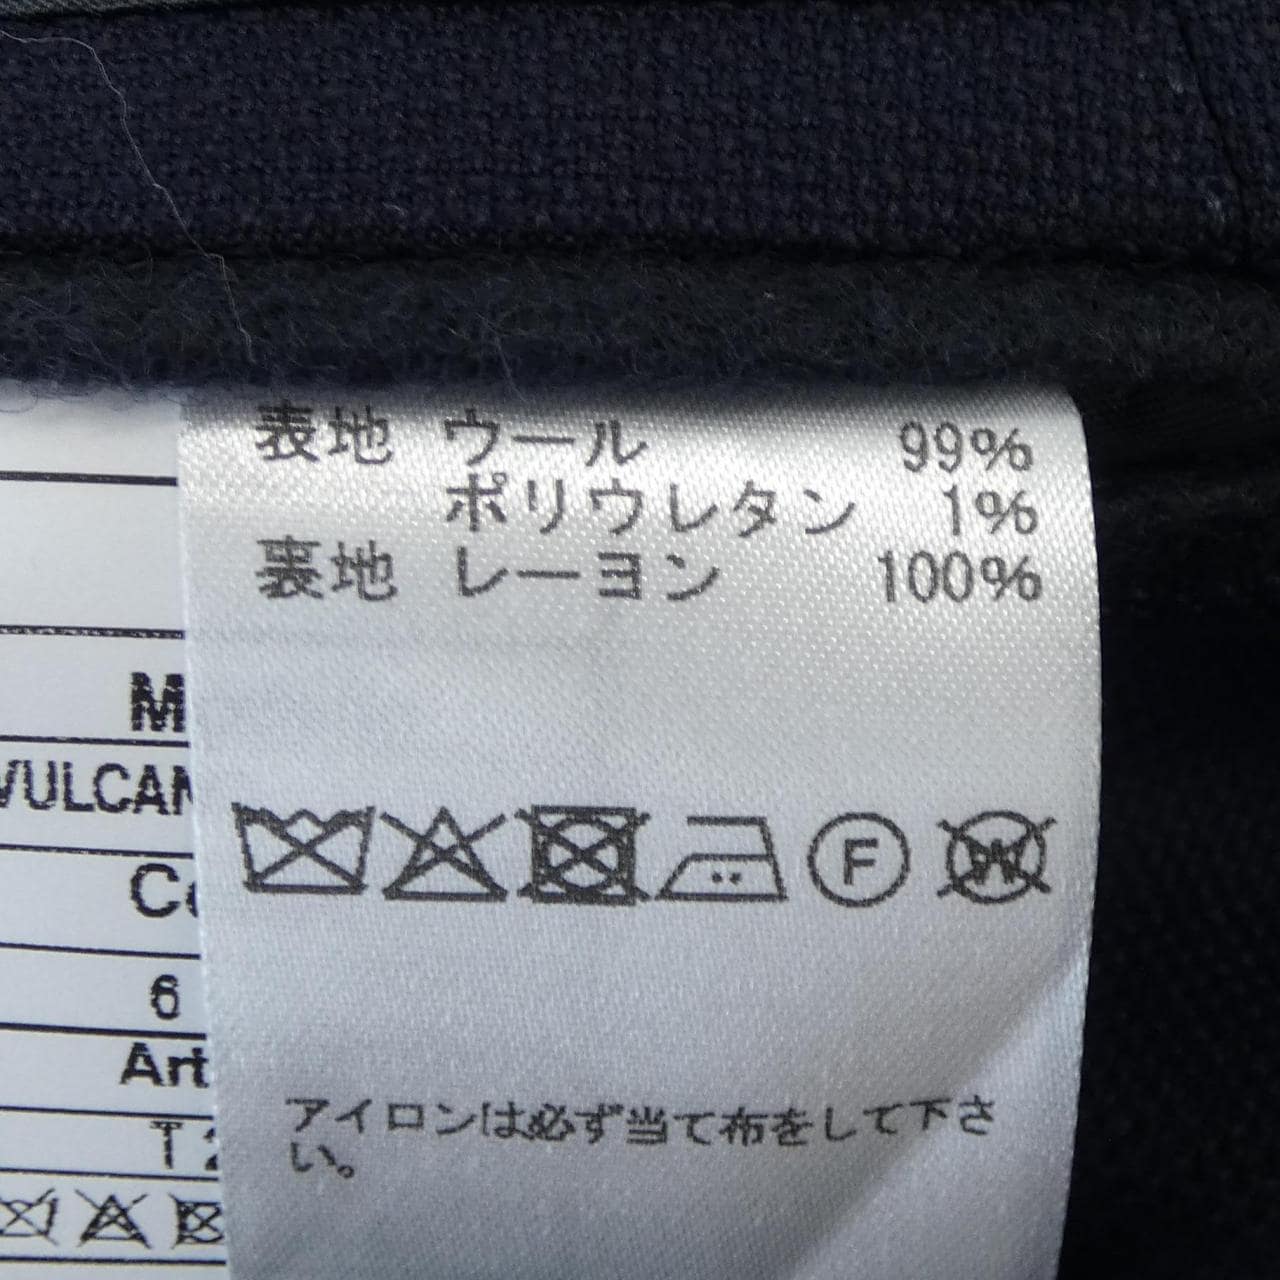 表地 ウール 99%
ポリウレタン 1%
裏地 レーヨン 100%
M
VULCAN
6
Art
T
F
W
アイロンは必ず当て布をして下さ
い。